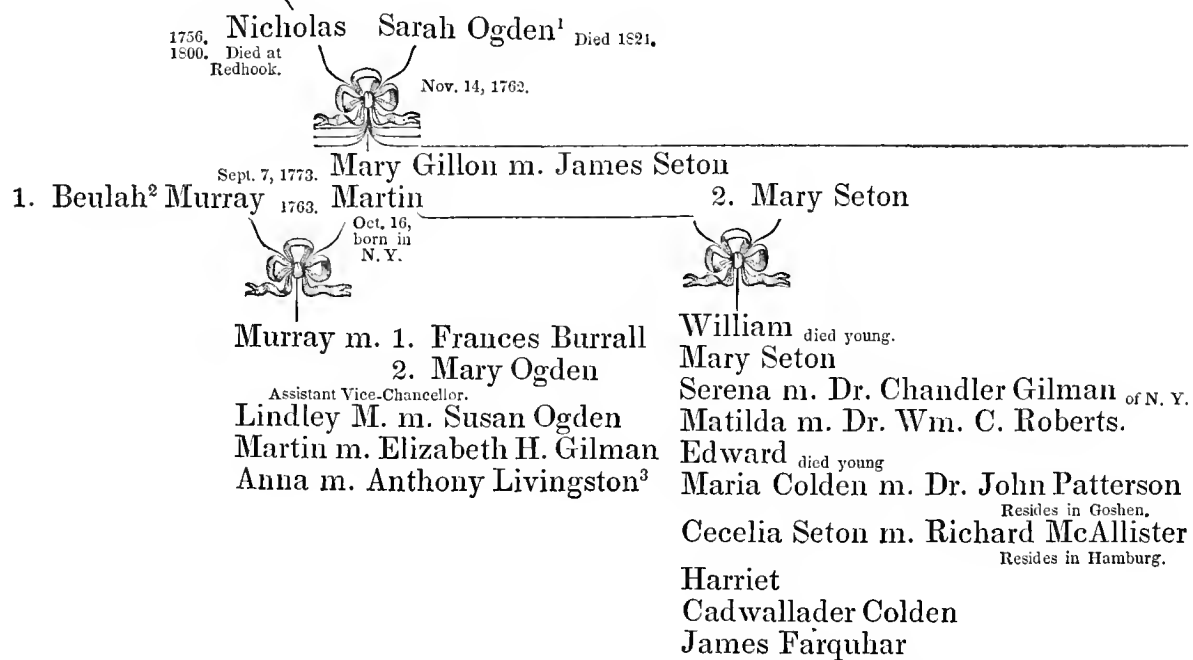 1756. Nicholas Sarah Ogden¹ Died 1821.
1800. Died at
Redhook.
Nov. 14, 1762.
Sept. 7, 1773. Mary Gillon m. James Seton
1. Beulah² Murray 1763. Martin 2. Mary Seton
Oct. 16,
born in
N. Y.
Murray m. 1. Frances Burrall
2. Mary Ogden
Assistant Vice-Chancellor.
Lindley M. m. Susan Ogden
Martin m. Elizabeth H. Gilman
Anna m. Anthony Livingston³
William died young.
Mary Seton
Serena m. Dr. Chandler Gilman of N. Y.
Matilda m. Dr. Wm. C. Roberts.
Edward died young
Maria Colden m. Dr. John Patterson
Resides in Goshen.
Cecelia Seton m. Richard McAllister
Resides in Hamburg.
Harriet
Cadwallader Colden
James Farquhar